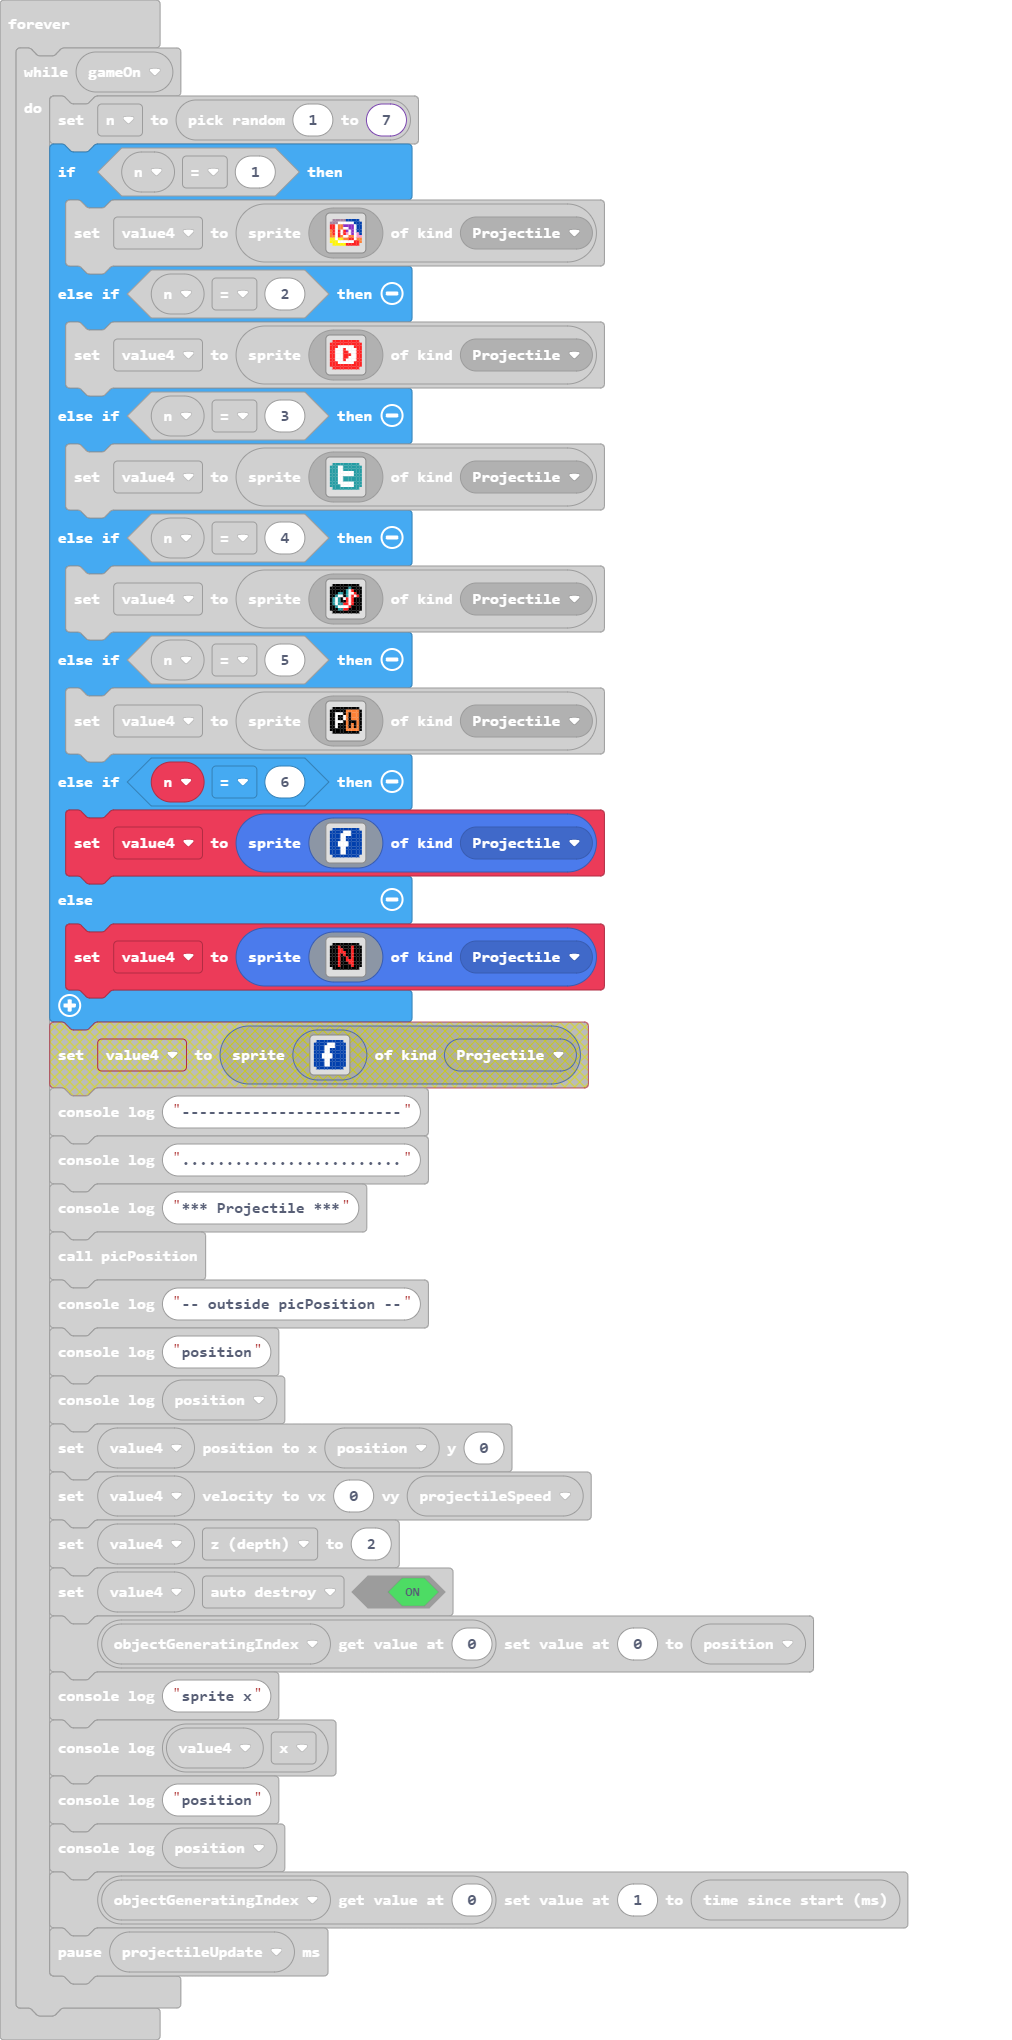 forever
while gameOn
do
set n to pick random 1 to 7
if n = 1 then
set value4 to sprite of kind Projectile
else if n = 2 then
set value4 to sprite of kind Projectile
else if n = 3 then
set value4 to sprite t of kind Projectile
else if n = 4 then
set value4 to sprite of kind Projectile
else if n = 5 then
set value4 to sprite Ph of kind Projectile
else if n = 6 then
set value4 to sprite f of kind Projectile
else
set value4 to sprite N of kind Projectile
set value4 to sprite f of kind Projectile
console log "-------------------------"
console log "........................."
console log "*** Projectile ***"
call picPosition
console log "-- outside picPosition --"
console log "position"
console log position
set value4 position to x position y 0
set value4 velocity to vx 0 vy projectileSpeed
set value4 z (depth) to 2
set value4 auto destroy ON
objectGeneratingIndex get value at 0 set value at 0 to position
console log "sprite x"
console log value4 x
console log "position"
console log position
objectGeneratingIndex get value at 0 set value at 1 to time since start (ms)
pause projectileUpdate ms